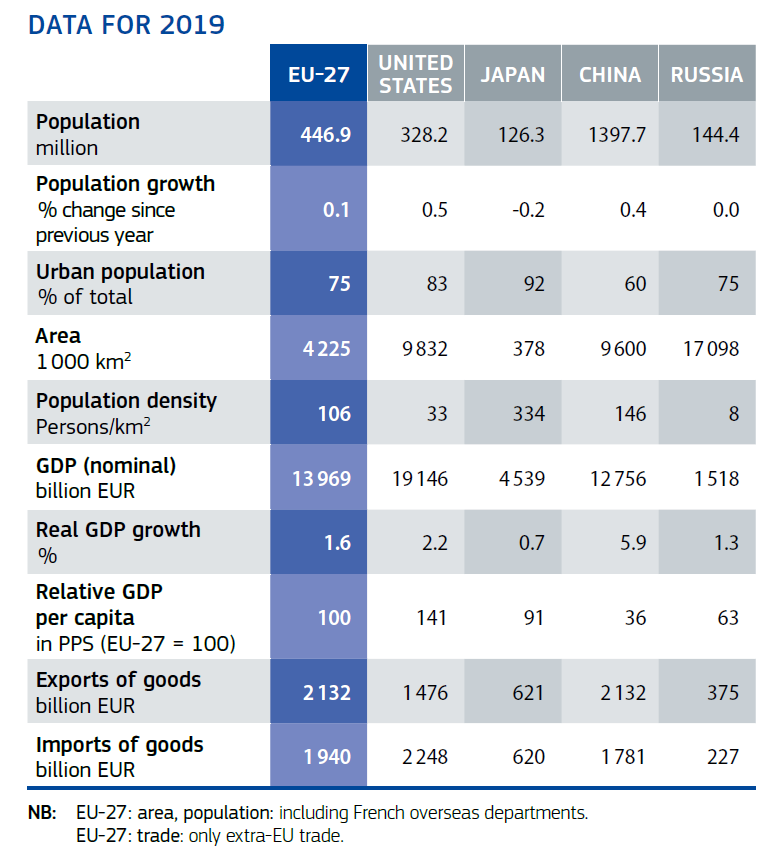 DATA FOR 2019
EU-27 UNITED STATES JAPAN CHINA RUSSIA
Population
million 446.9 328.2 126.3 1397.7 144.4
Population growth
% change since
previous year 0.1 0.5 -0.2 0.4 0.0
Urban population
% of total 75 83 92 60 75
Area
1 000 km² 4 225 9 832 378 9 600 17 098
Population density
Persons/km² 106 33 334 146 8
GDP (nominal)
billion EUR 13 969 19 146 4 539 12 756 1 518
Real GDP growth
% 1.6 2.2 0.7 5.9 1.3
Relative GDP
per capita
in PPS (EU-27 = 100) 100 141 91 36 63
Exports of goods
billion EUR 2 132 1 476 621 2 132 375
Imports of goods
billion EUR 1 940 2 248 620 1 781 227
NB: EU-27: area, population: including French overseas departments.
EU-27: trade: only extra-EU trade.